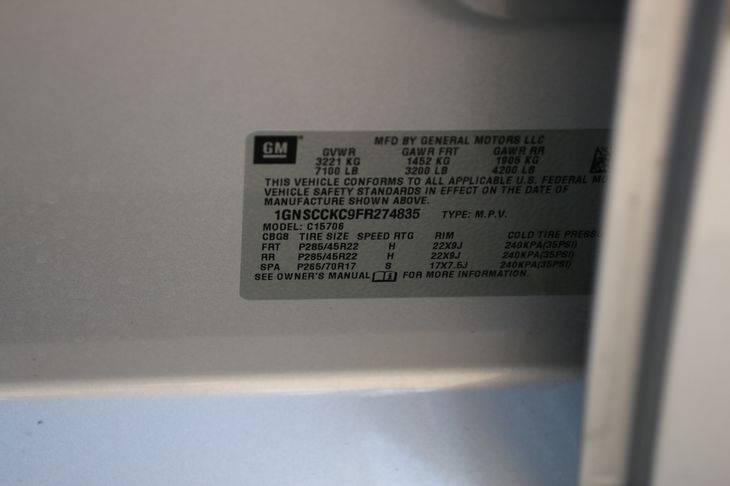 GM
MFD BY GENERAL MOTORS LLC
GVWR GAWR FRT GAWR RR
3221 KG 1452 KG 1905 KG
7100 LB 3200 LB 4200 LB
THIS VEHICLE CONFORMS TO ALL APPLICABLE U.S. FEDERAL MO
VEHICLE SAFETY STANDARDS IN EFFECT ON THE DATE OF
MANUFACTURE SHOWN ABOVE.
1GNSCCKC9FR274835 TYPE: M.P.V.
MODEL: C15706
CBG8 TIRE SIZE SPEED RTG RIM COLD TIRE PRESSU
FRT P285/45R22 H 22X9J 240KPA(35PSI)
RR P285/45R22 H 22X9J 240KPA(35PSI)
SPA P265/70R17 S 17X7.5J 240KPA(35PSI)
SEE OWNER'S MANUAL FOR MORE INFORMATION.